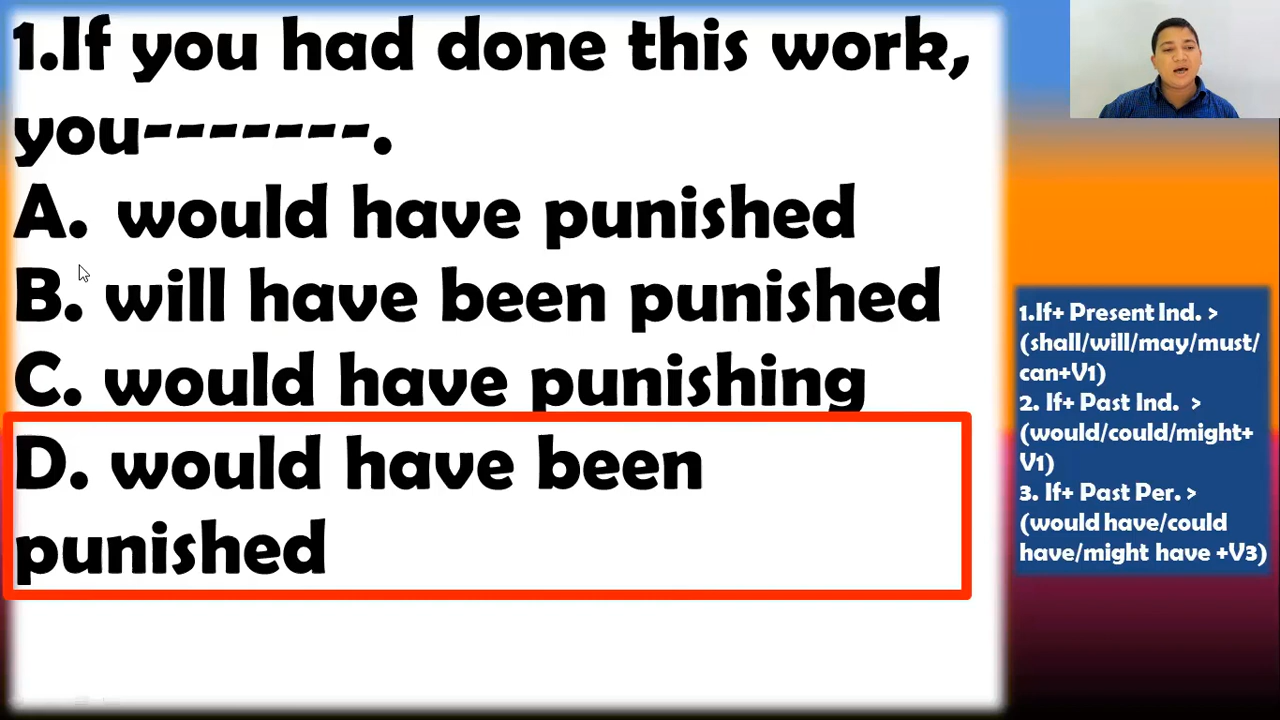 1.If you had done this work,
you-------.
A. would have punished
B. will have been punished
C. would have punishing
D. would have been
punished
1.If+ Present Ind. >
(shall/will/may/must/
can+V1)
2. If+ Past Ind. >
(would/could/might+
V1)
3. If+ Past Per. >
(would have/could
have/might have +V3)